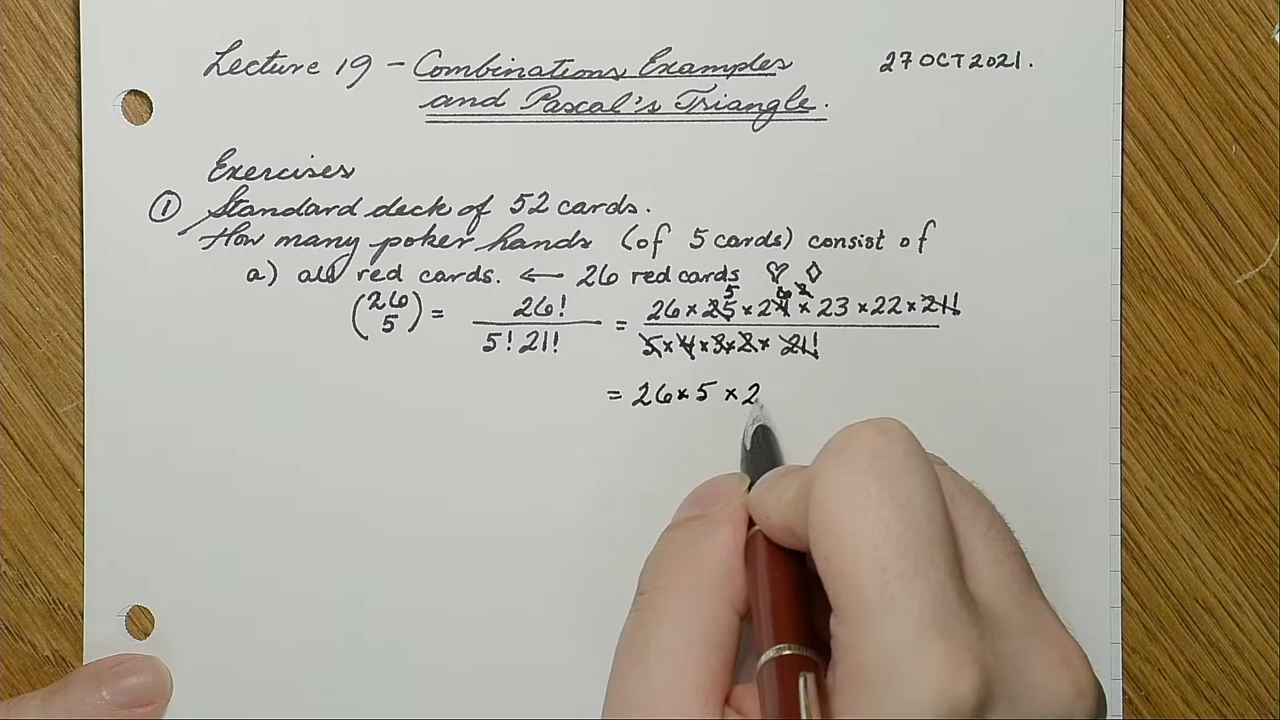 Lecture 19 - Combinations Examples 27 OCT 2021.
and Pascal's Triangle.
Exercises
① Standard deck of 52 cards.
How many poker hands (of 5 cards) consist of
a) all red cards. ← 26 red cards ♡ ◇
(26 5) = 26! / 5! 21! = 26 × 25 × 24 × 23 × 22 × 21! / 5 × 4 × 3 × 2 × 21!
= 26 × 5 × 2